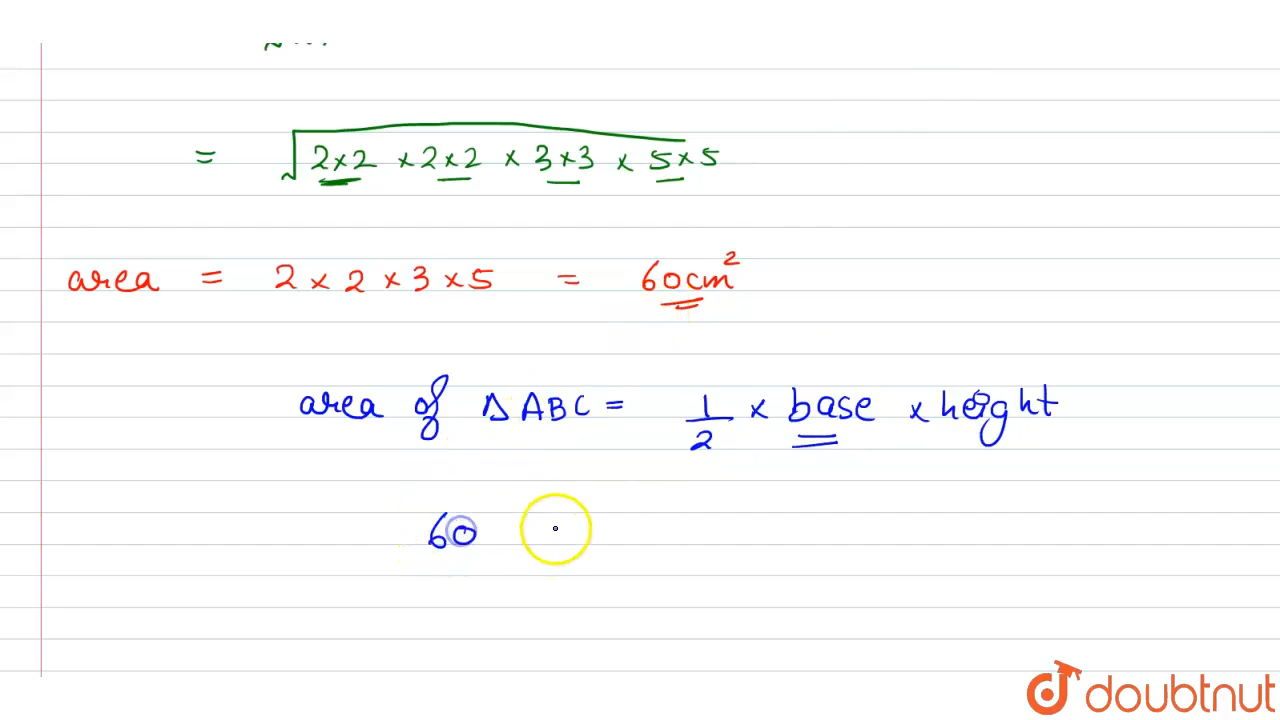 = √2×2 ×2×2 × 3×3 × 5×5
area = 2 × 2 × 3 × 5 = 60cm²
area of ΔABC = 1/2 × base × height
60
doubtnut